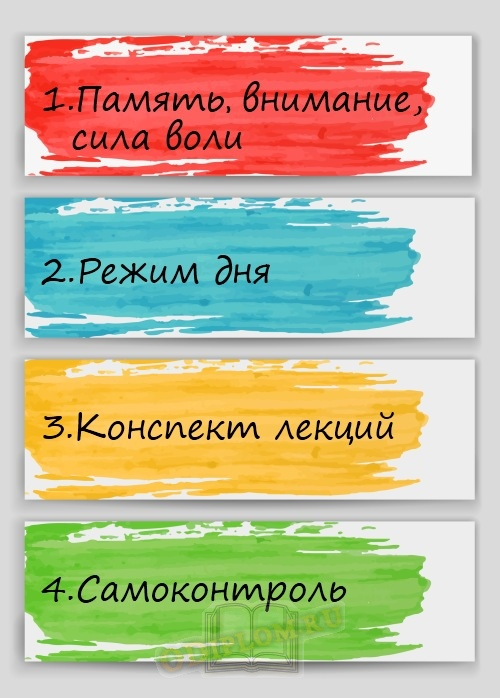 1.Память, внимание,
сила воли
2.Режим дня
3.Конспект лекций
4.Самоконтроль